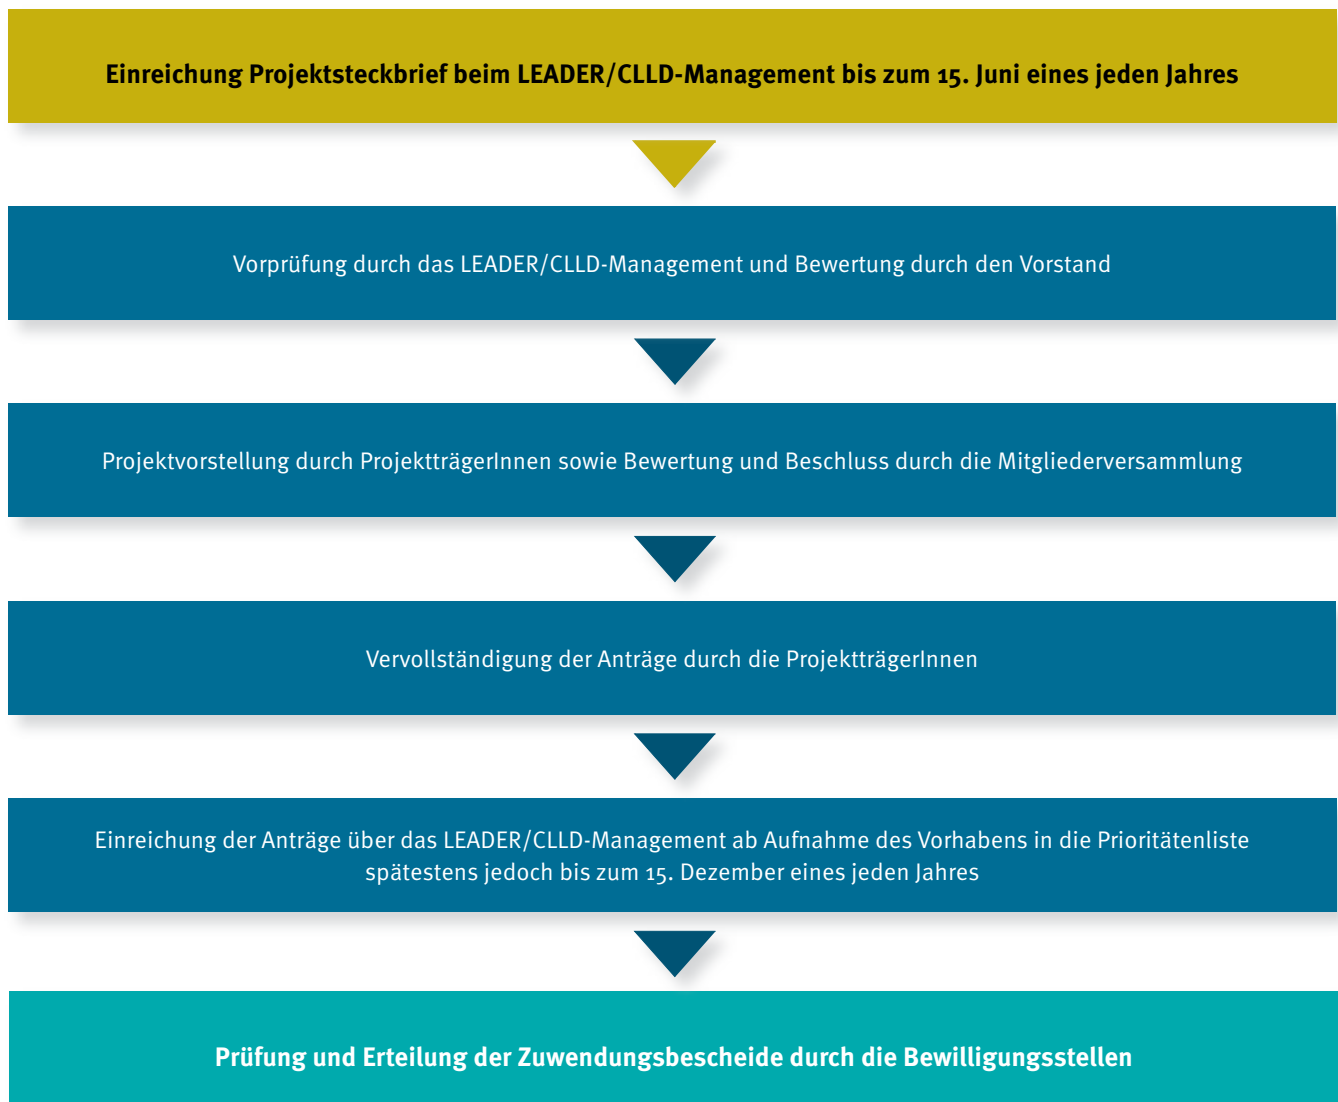 Einreichung Projektsteckbrief beim LEADER/CLLD-Management bis zum 15. Juni eines jeden Jahres
Vorprüfung durch das LEADER/CLLD-Management und Bewertung durch den Vorstand
Projektvorstellung durch ProjektträgerInnen sowie Bewertung und Beschluss durch die Mitgliederversammlung
Vervollständigung der Anträge durch die ProjektträgerInnen
Einreichung der Anträge über das LEADER/CLLD-Management ab Aufnahme des Vorhabens in die Prioritätenliste
spätestens jedoch bis zum 15. Dezember eines jeden Jahres
Prüfung und Erteilung der Zuwendungsbescheide durch die Bewilligungsstellen